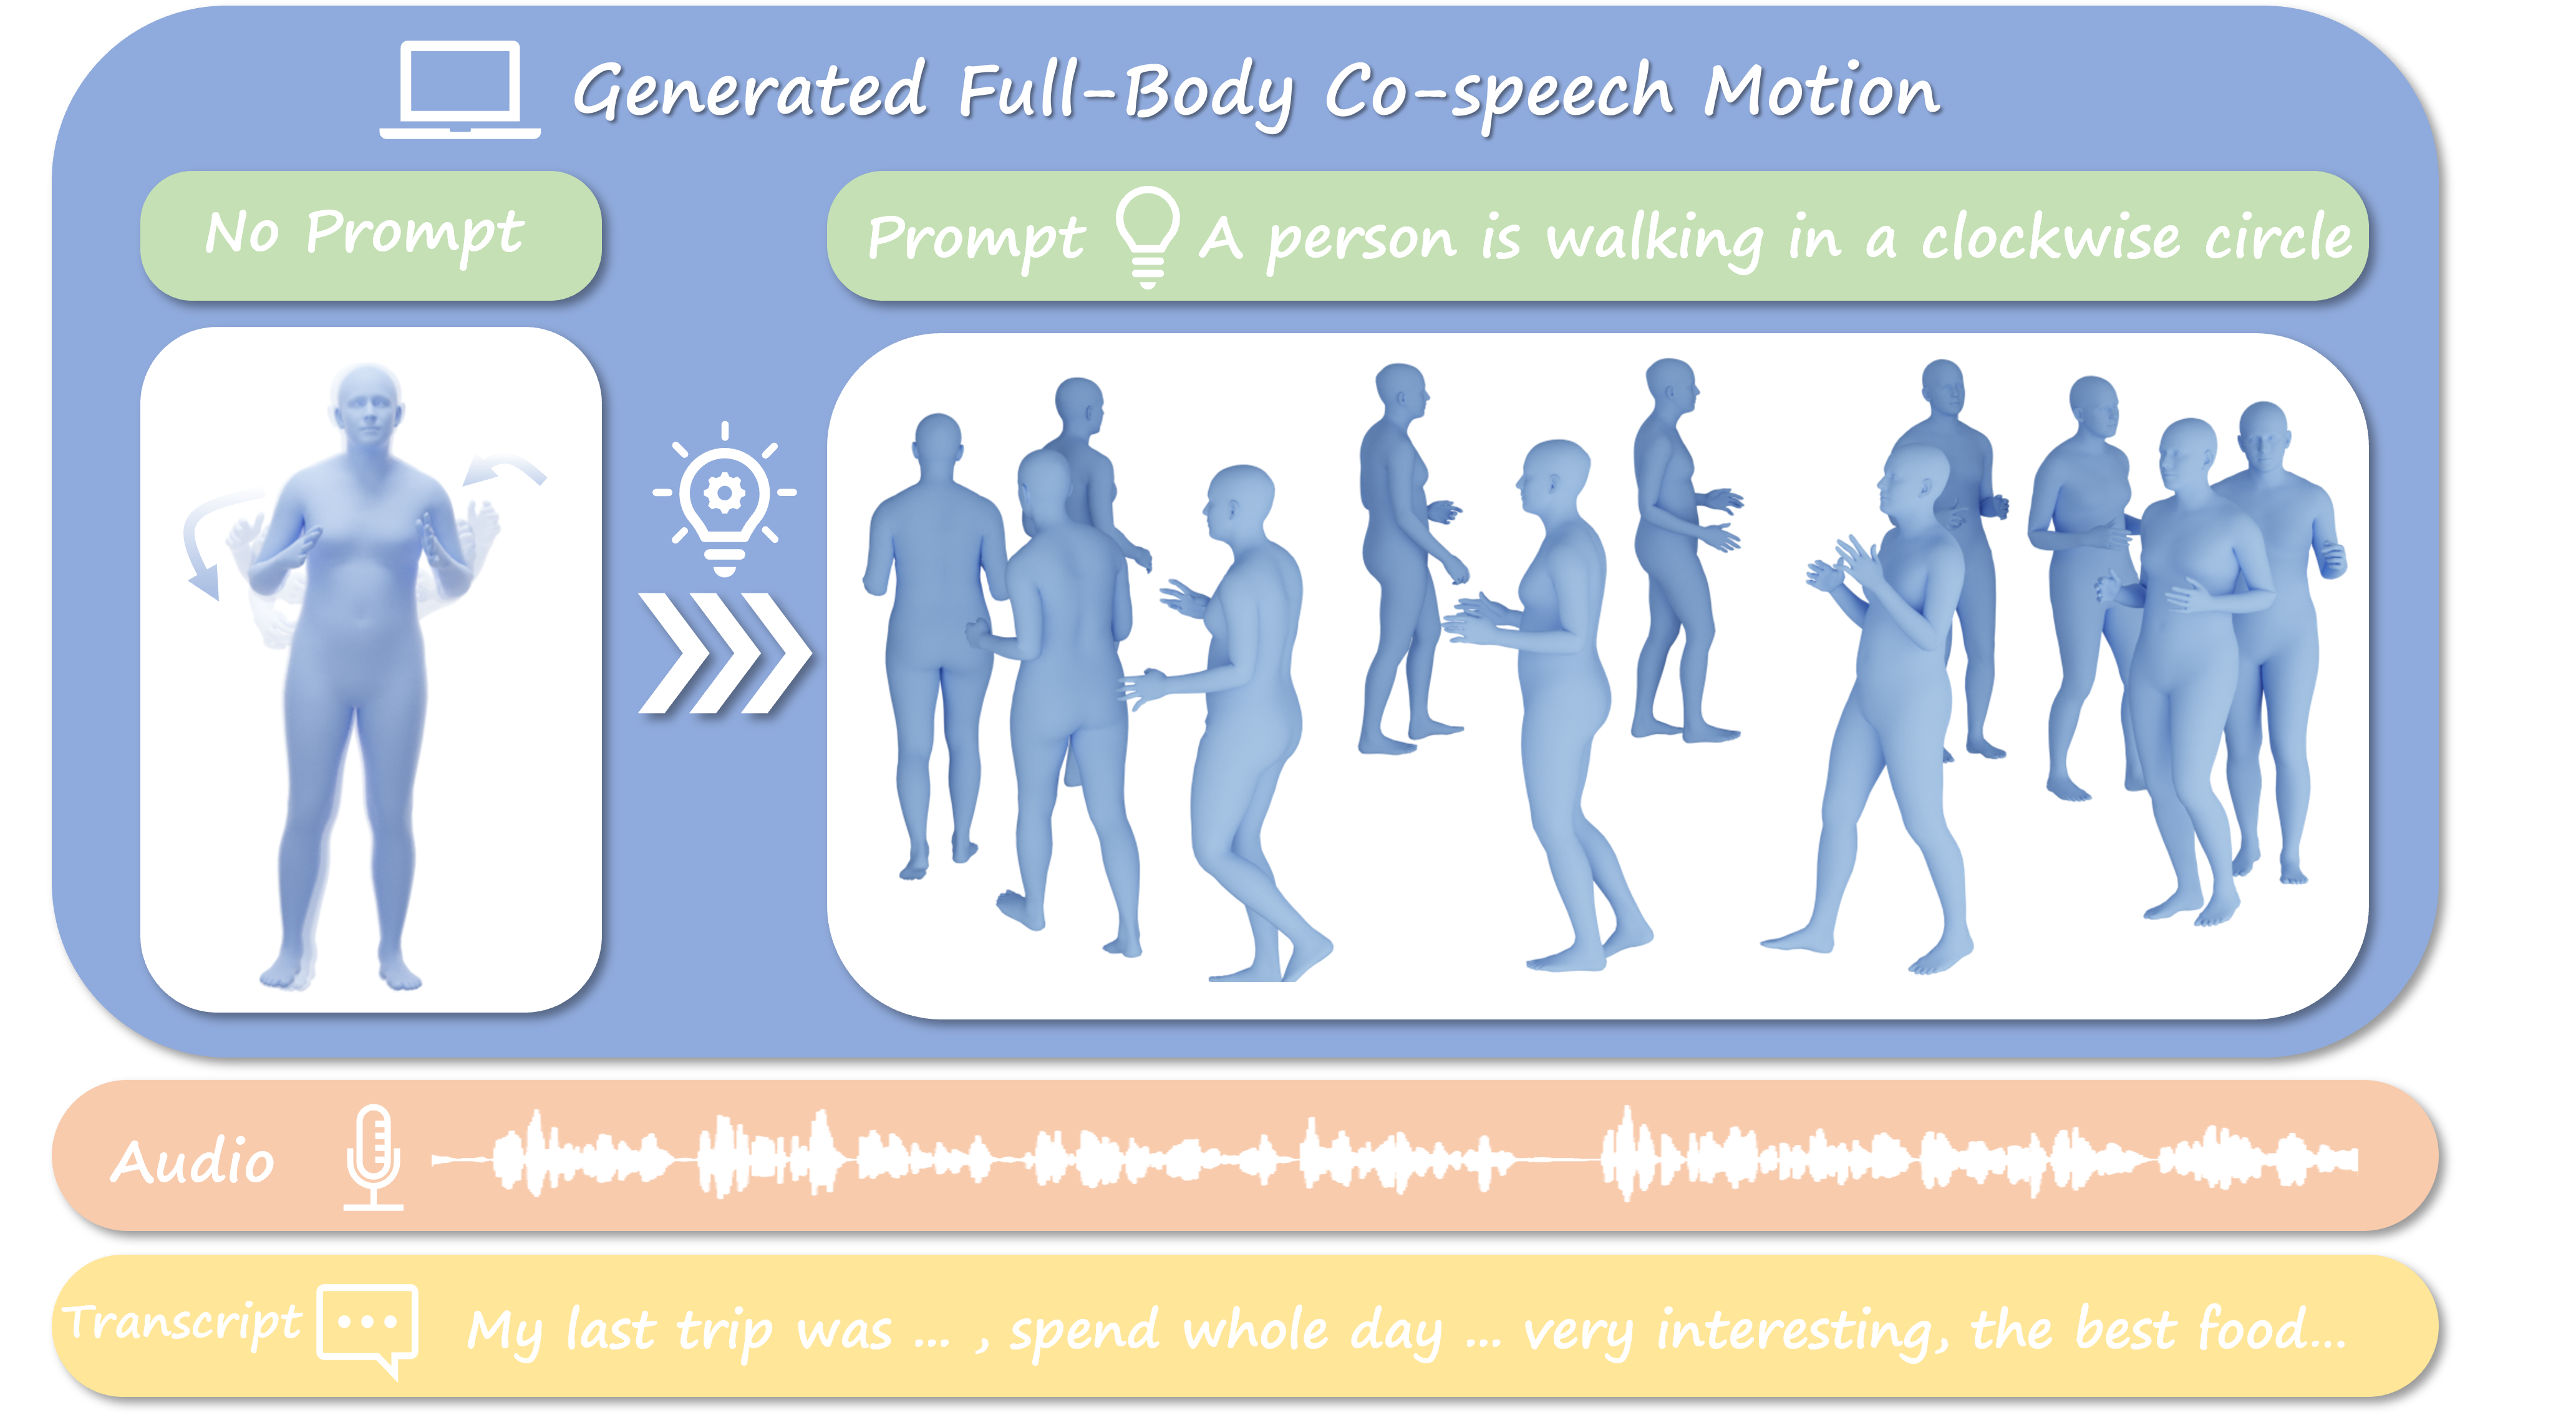 Generated Full-Body Co-speech Motion
No Prompt
Prompt A person is walking in a clockwise circle
Audio
Transcript My last trip was ... , spend whole day ... very interesting, the best food...